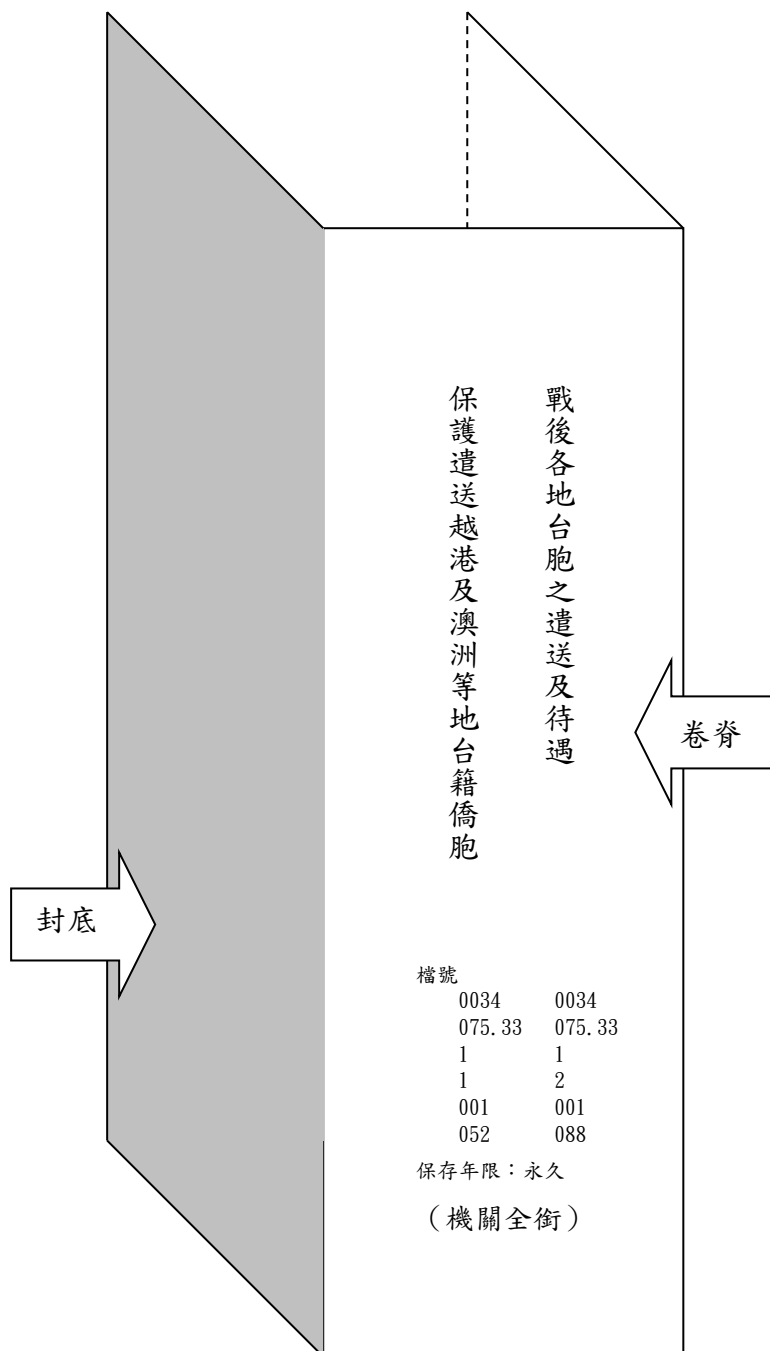 戰後各地台胞之遣送及待遇
保護遣送越港及澳洲等地台籍僑胞
卷脊
封底
檔號
0034 0034
075.33 075.33
1 1
1 2
001 001
052 088
保存年限：永久
（機關全銜）